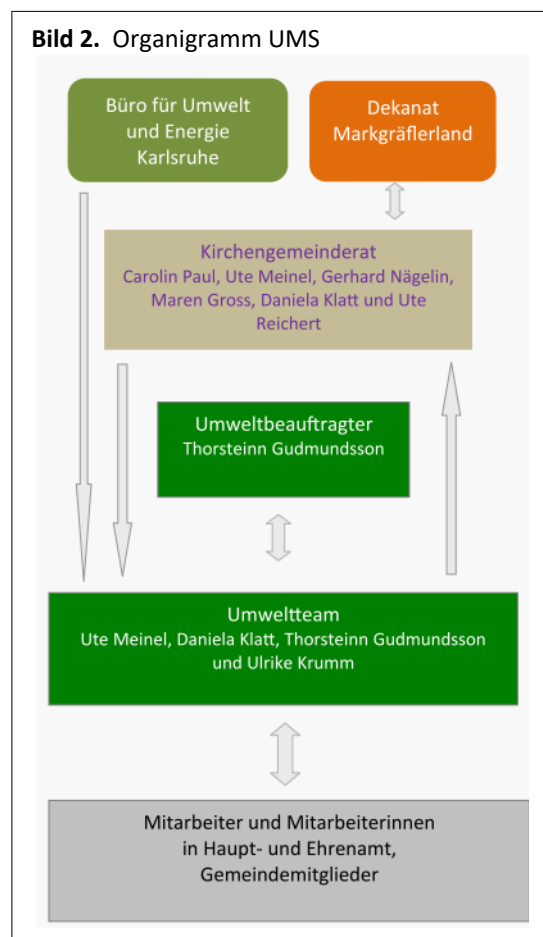 Bild 2. Organigramm UMS
Büro für Umwelt
und Energie
Karlsruhe
Dekanat
Markgräflerland
Kirchengemeinderat
Carolin Paul, Ute Meinel, Gerhard Nägelin,
Maren Gross, Daniela Klatt und Ute
Reichert
Umweltbeauftragter
Thorsteinn Gudmundsson
Umweltteam
Ute Meinel, Daniela Klatt, Thorsteinn Gudmundsson
und Ulrike Krumm
Mitarbeiter und Mitarbeiterinnen
in Haupt- und Ehrenamt,
Gemeindemitglieder